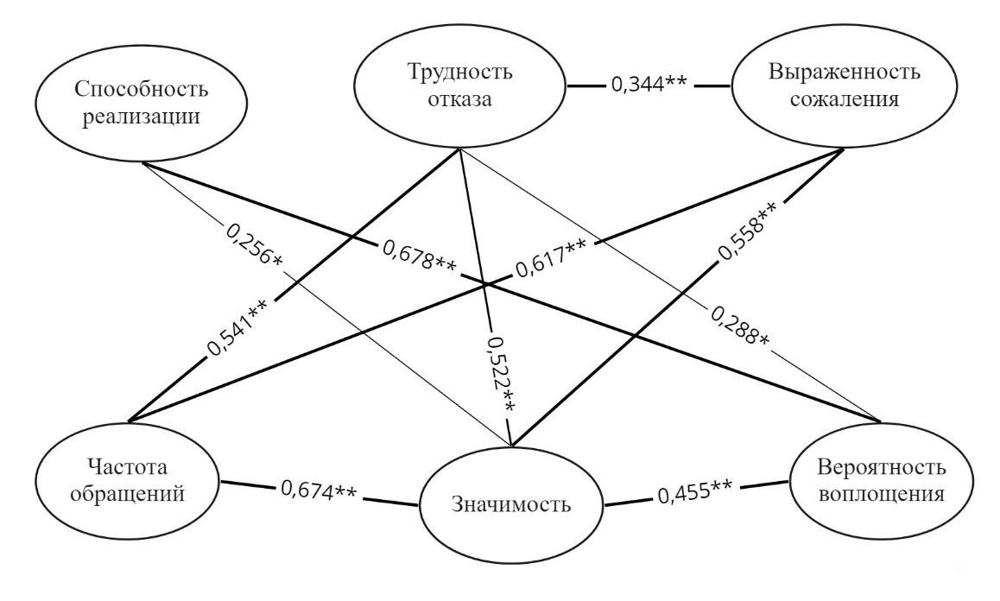 Способность
реализации
Трудность
отказа
0,344**
Выраженность
сожаления
0,256*
0,678**
0,617**
0,558**
0,541**
0,522**
0,288*
Частота
обращений
0,674**
Значимость
0,455**
Вероятность
воплощения